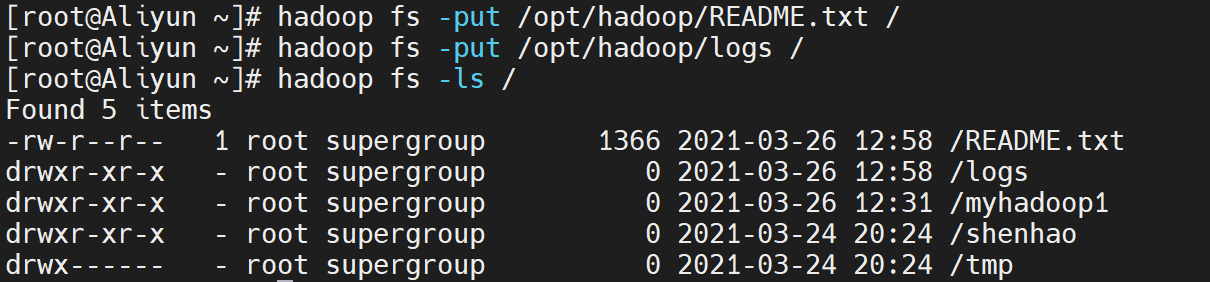 [root@Aliyun ~]# hadoop fs -put /opt/hadoop/README.txt /
[root@Aliyun ~]# hadoop fs -put /opt/hadoop/logs /
[root@Aliyun ~]# hadoop fs -ls /
Found 5 items
-rw-r--r--   1 root supergroup       1366 2021-03-26 12:58 /README.txt
drwxr-xr-x   - root supergroup          0 2021-03-26 12:58 /logs
drwxr-xr-x   - root supergroup          0 2021-03-26 12:31 /myhadoop1
drwxr-xr-x   - root supergroup          0 2021-03-24 20:24 /shenhao
drwx------   - root supergroup          0 2021-03-24 20:24 /tmp